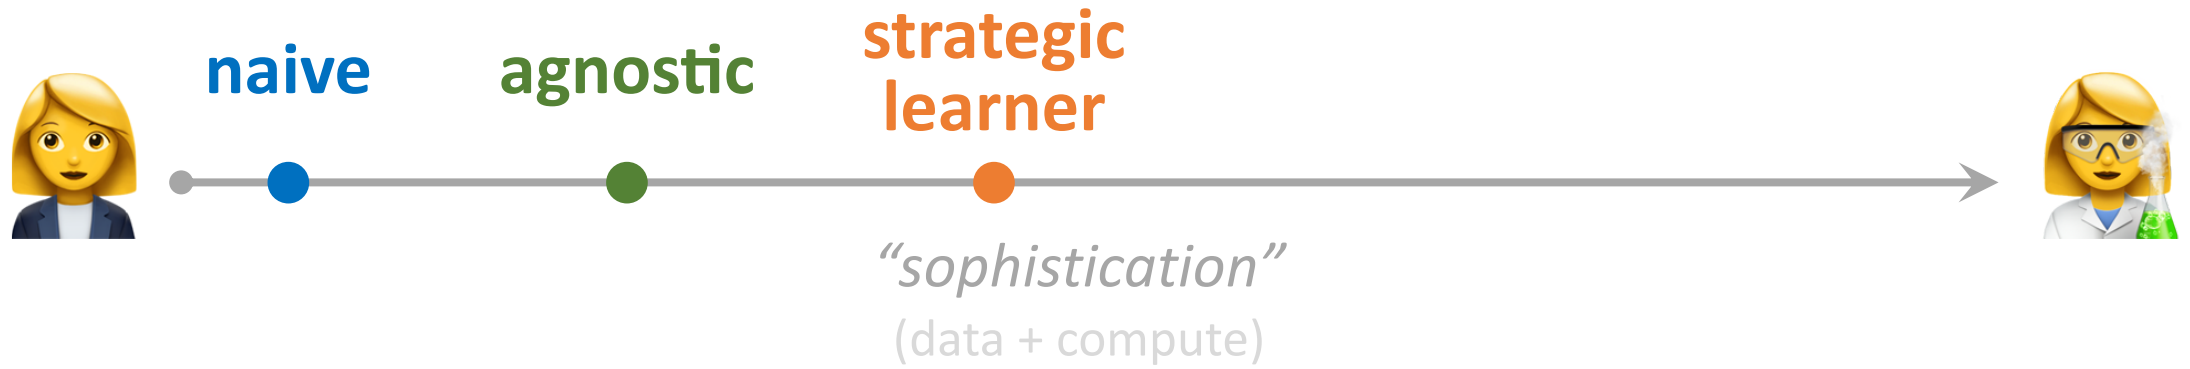 naive
agnostic
strategic
learner
“sophistication”
(data + compute)